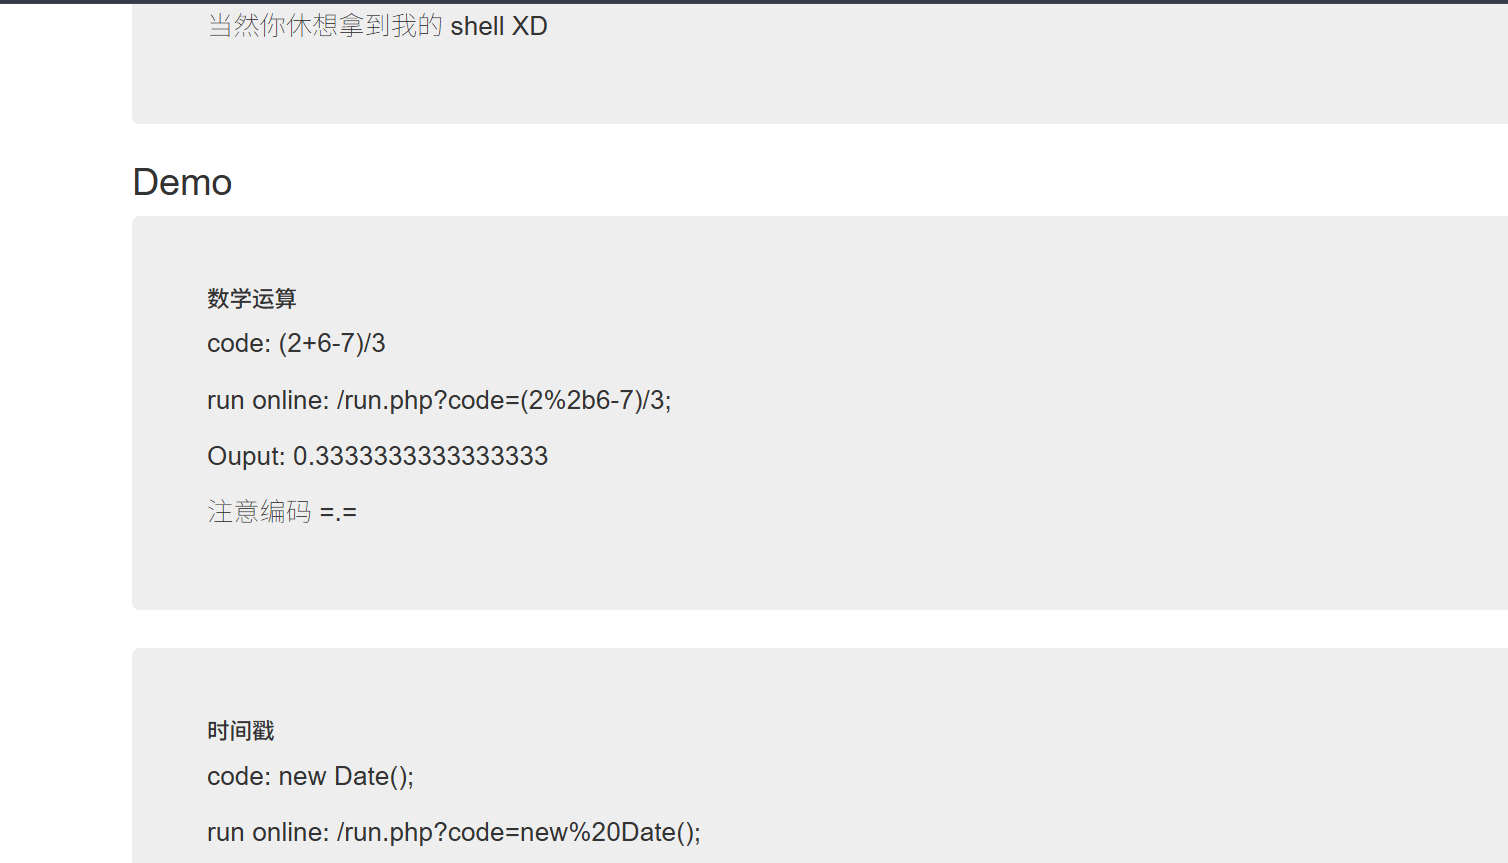 当然你休想拿到我的 shell XD
Demo
数学运算
code: (2+6-7)/3
run online: /run.php?code=(2%2b6-7)/3;
Ouput: 0.3333333333333333
注意编码 =.=
时间戳
code: new Date();
run online: /run.php?code=new%20Date();